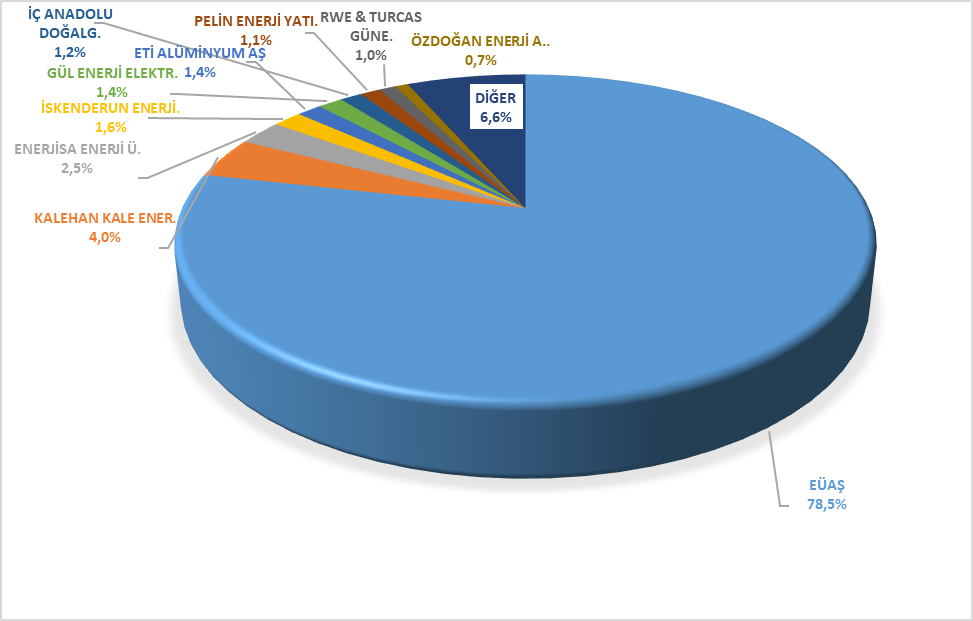 İÇ ANADOLU
DOĞALG.
1,2%
PELİN ENERJİ YATI.
1,1%
RWE & TURCAS
GÜNE.
1,0%
ÖZDOĞAN ENERJİ A..
0,7%
ETİ ALÜMİNYUM AŞ
1,4%
GÜL ENERJİ ELEKTR.
1,4%
İSKENDERUN ENERJİ.
1,6%
ENERJİSA ENERJİ Ü.
2,5%
KALEHAN KALE ENER.
4,0%
DİĞER
6,6%
EÜAŞ
78,5%